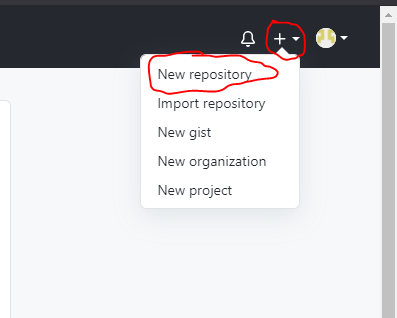 New repository
Import repository
New gist
New organization
New project